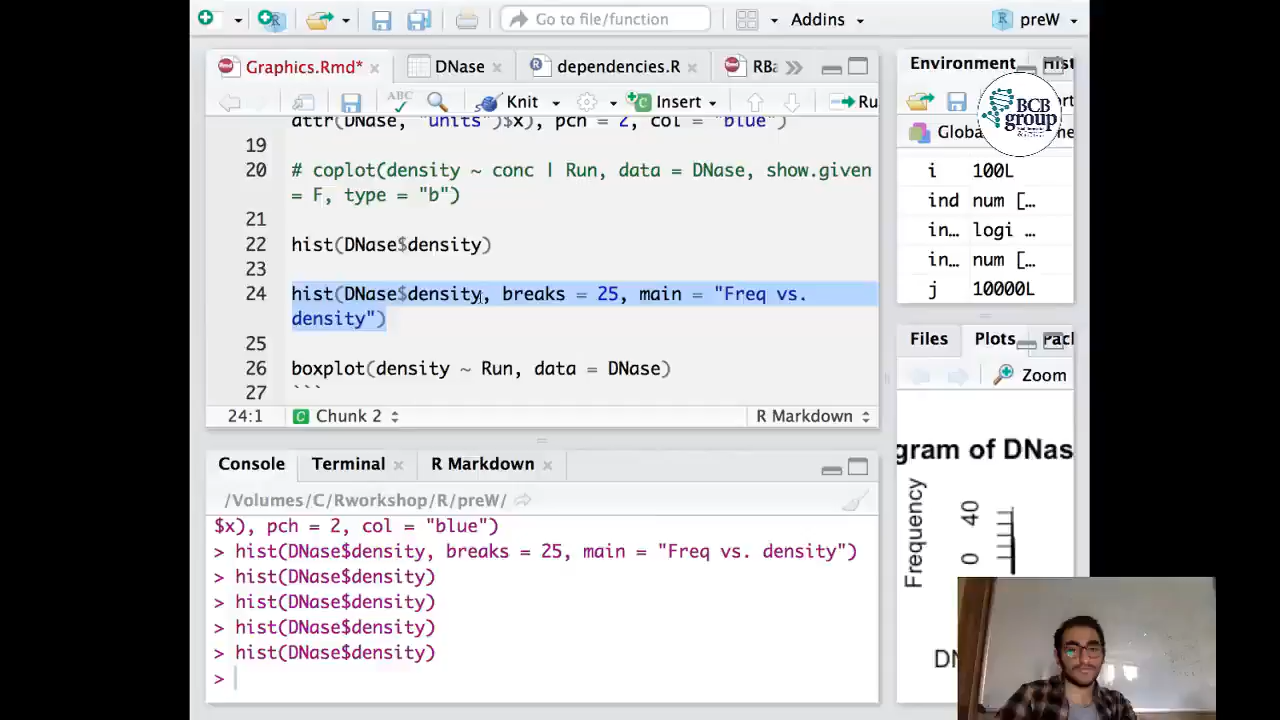 Go to file/function
Addins
preW
Graphics.Rmd*
DNase
dependencies.R
Environment
ABC
Knit
Insert
BCB
group
attr(DNase, "units")$x), pch = 2, col = "blue")
19
20 # coplot(density ~ conc | Run, data = DNase, show.given
= F, type = "b")
21
22 hist(DNase$density)
23
24 hist(DNase$density, breaks = 25, main = "Freq vs.
density")
25
26 boxplot(density ~ Run, data = DNase)
27 ```
24:1 Chunk 2 R Markdown
i 100L
ind num [...
in... logi ...
in... num [...
j 10000L
Files Plots
Zoom
gram of DNas
Frequency
0 40
Console Terminal R Markdown
/Volumes/C/Rworkshop/R/preW/
$x), pch = 2, col = "blue")
> hist(DNase$density, breaks = 25, main = "Freq vs. density")
> hist(DNase$density)
> hist(DNase$density)
> hist(DNase$density)
> hist(DNase$density)
>